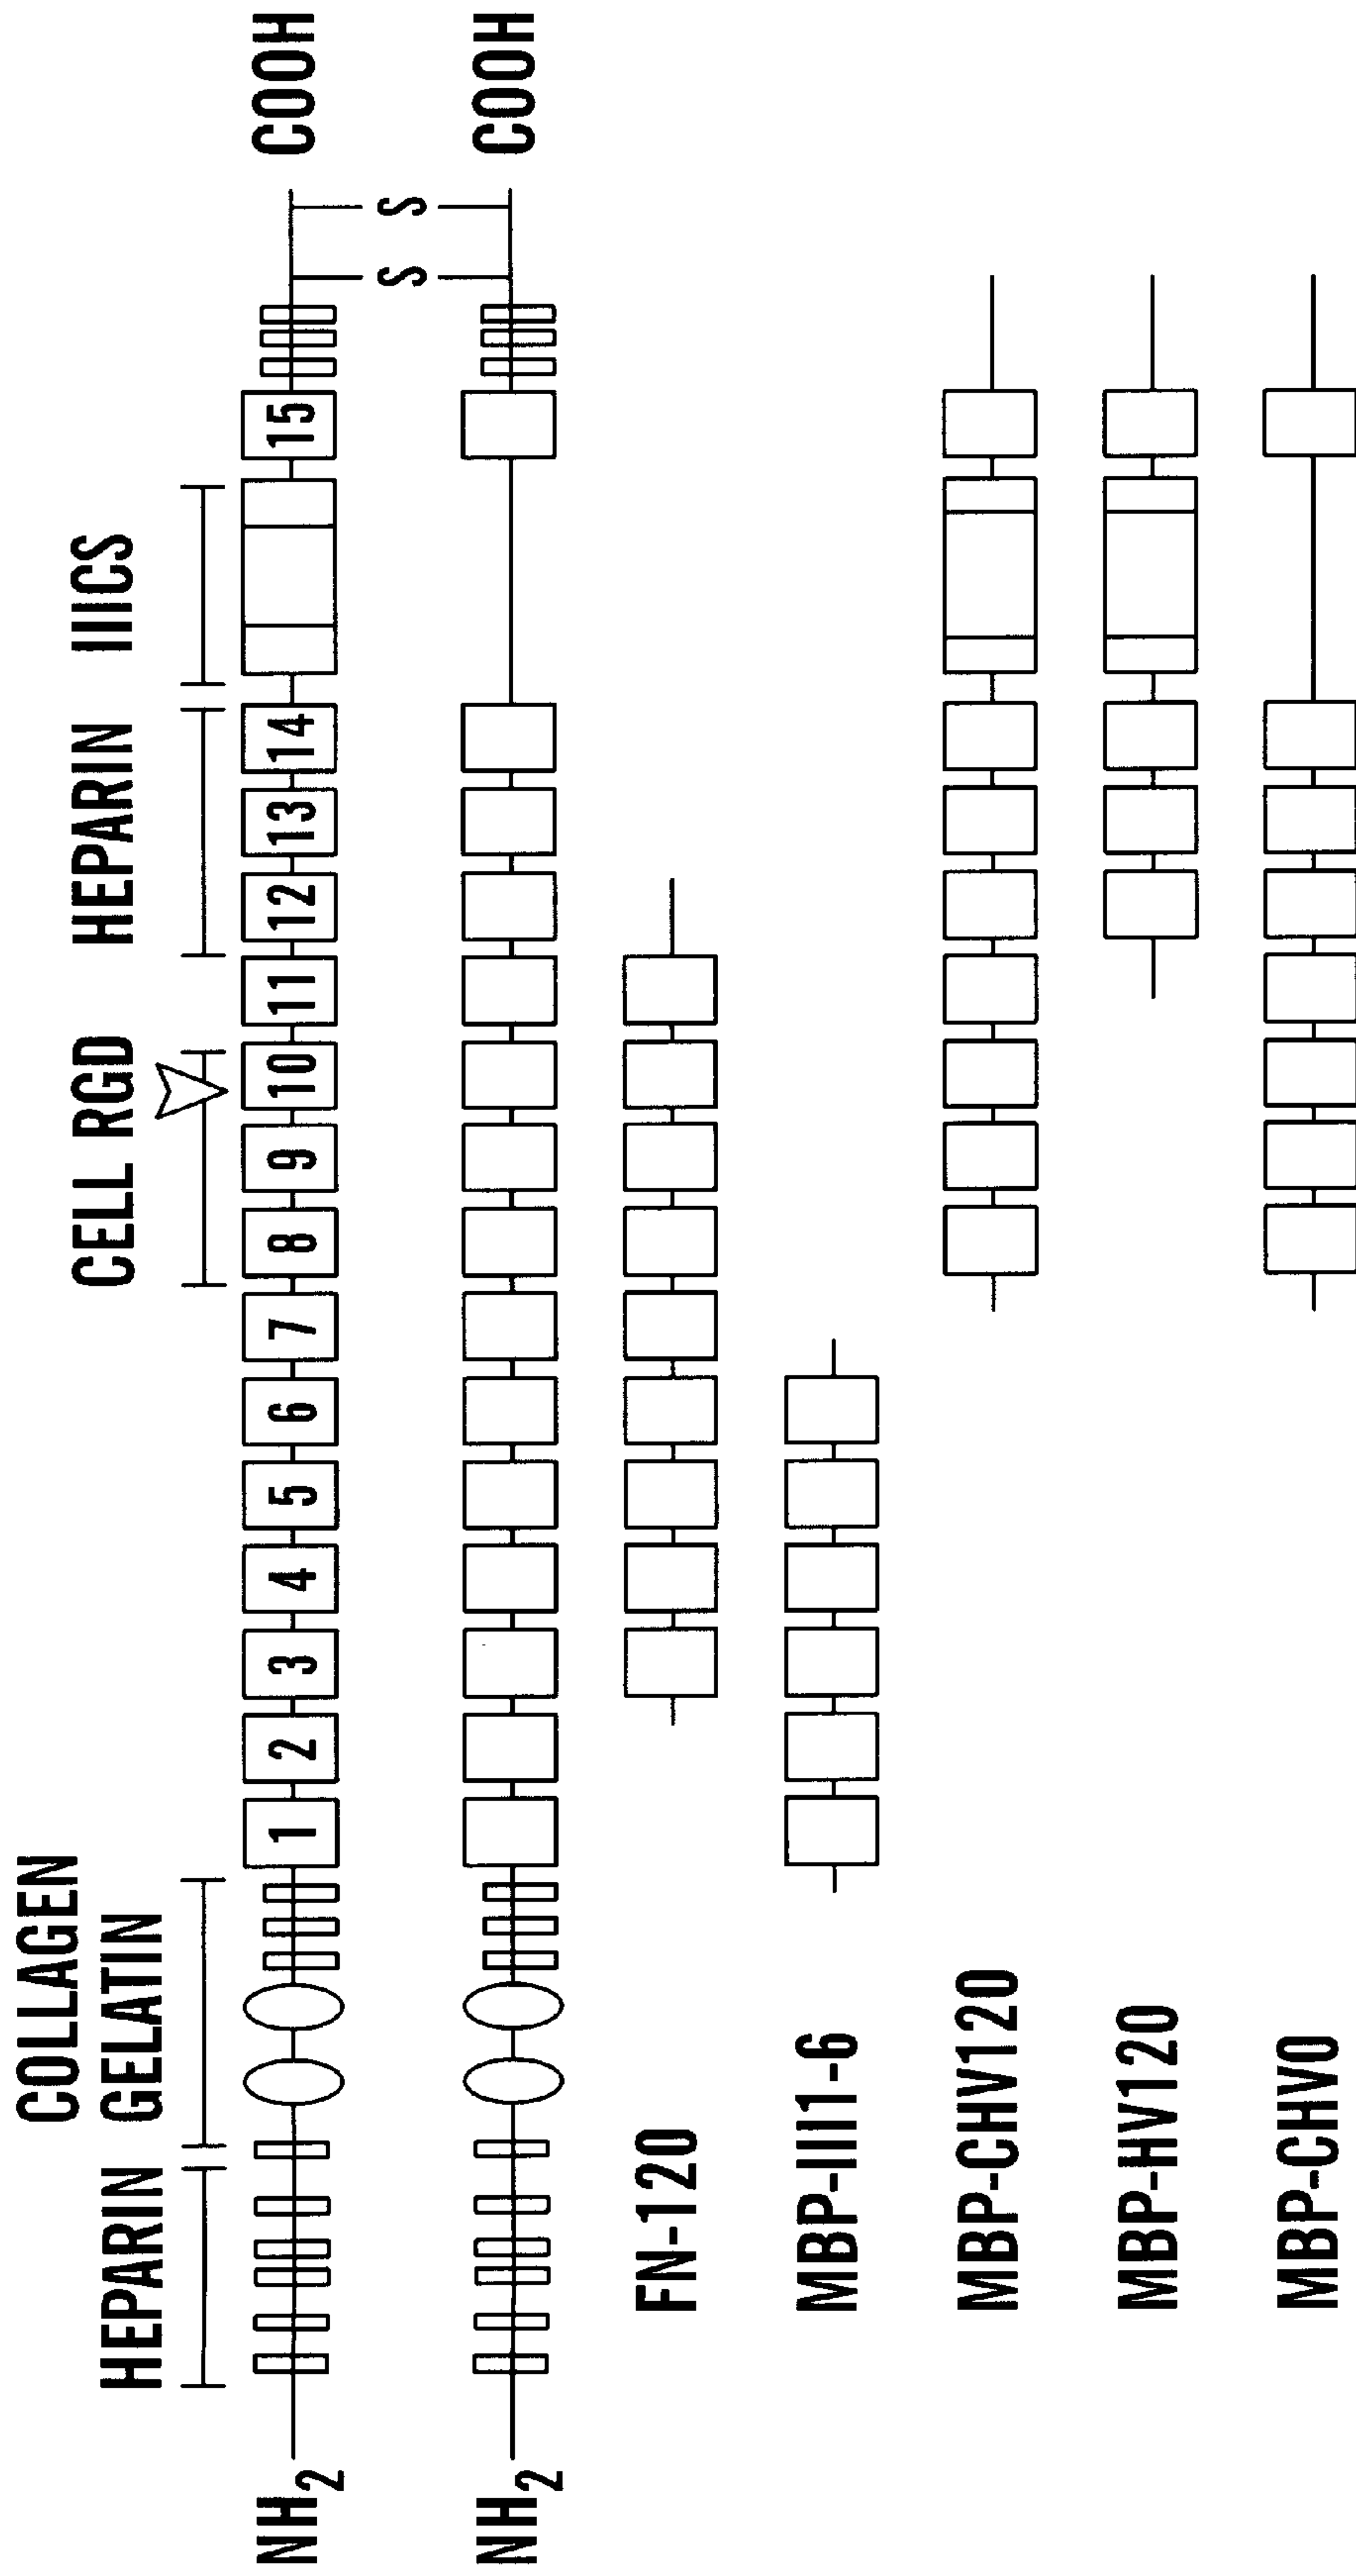 COLLAGEN
HEPARIN GELATIN CELL RGD HEPARIN IIICS
NH2 1 2 3 4 5 6 7 8 9 10 11 12 13 14 15 COOH
S S
NH2 COOH
FN-120
MBP-III1-6
MBP-CHV120
MBP-HV120
MBP-CHV0